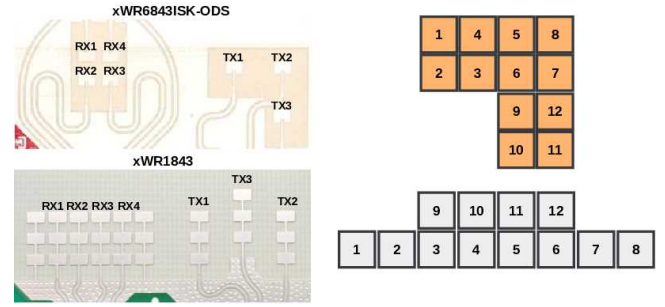 xWR6843ISK-ODS
RX1 RX4
RX2 RX3
TX1 TX2
TX3
xWR1843
RX1 RX2 RX3 RX4
TX1
TX3
TX2
1 4 5 8
2 3 6 7
9 12
10 11
9 10 11 12
1 2 3 4 5 6 7 8